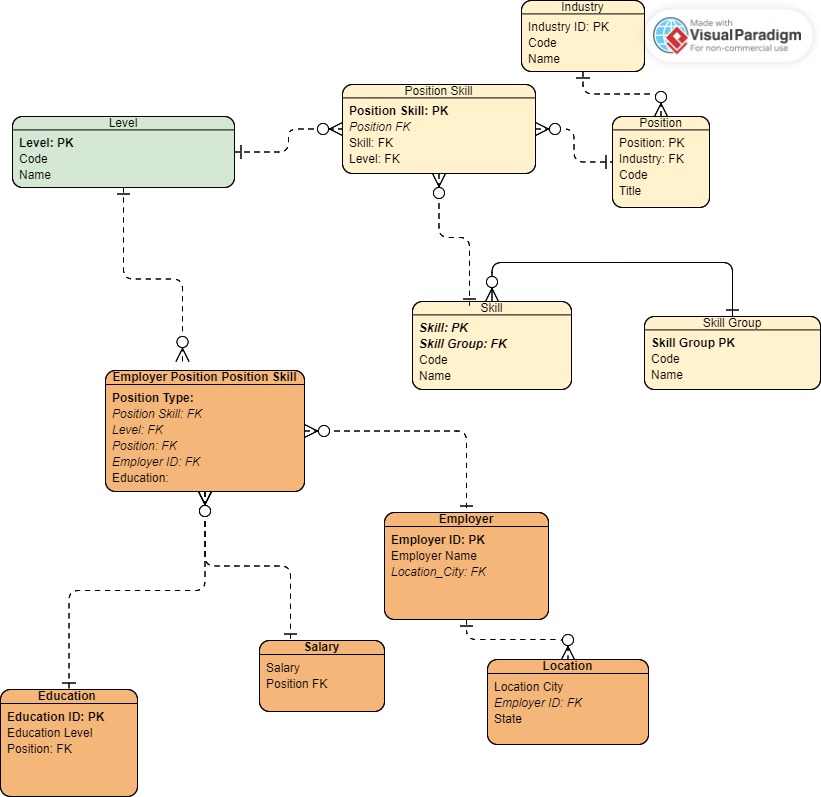 Industry
Industry ID: PK
Code
Name
Made with
VisualParadigm
For non-commercial use
Position Skill
Position Skill: PK
Position FK
Skill: FK
Level: FK
Level
Level: PK
Code
Name
Position
Position: PK
Industry: FK
Code
Title
Skill
Skill: PK
Skill Group: FK
Code
Name
Skill Group
Skill Group PK
Code
Name
Employer Position Position Skill
Position Type:
Position Skill: FK
Level: FK
Position: FK
Employer ID: FK
Education:
Employer
Employer ID: PK
Employer Name
Location_City: FK
Salary
Salary
Position FK
Location
Location City
Employer ID: FK
State
Education
Education ID: PK
Education Level
Position: FK